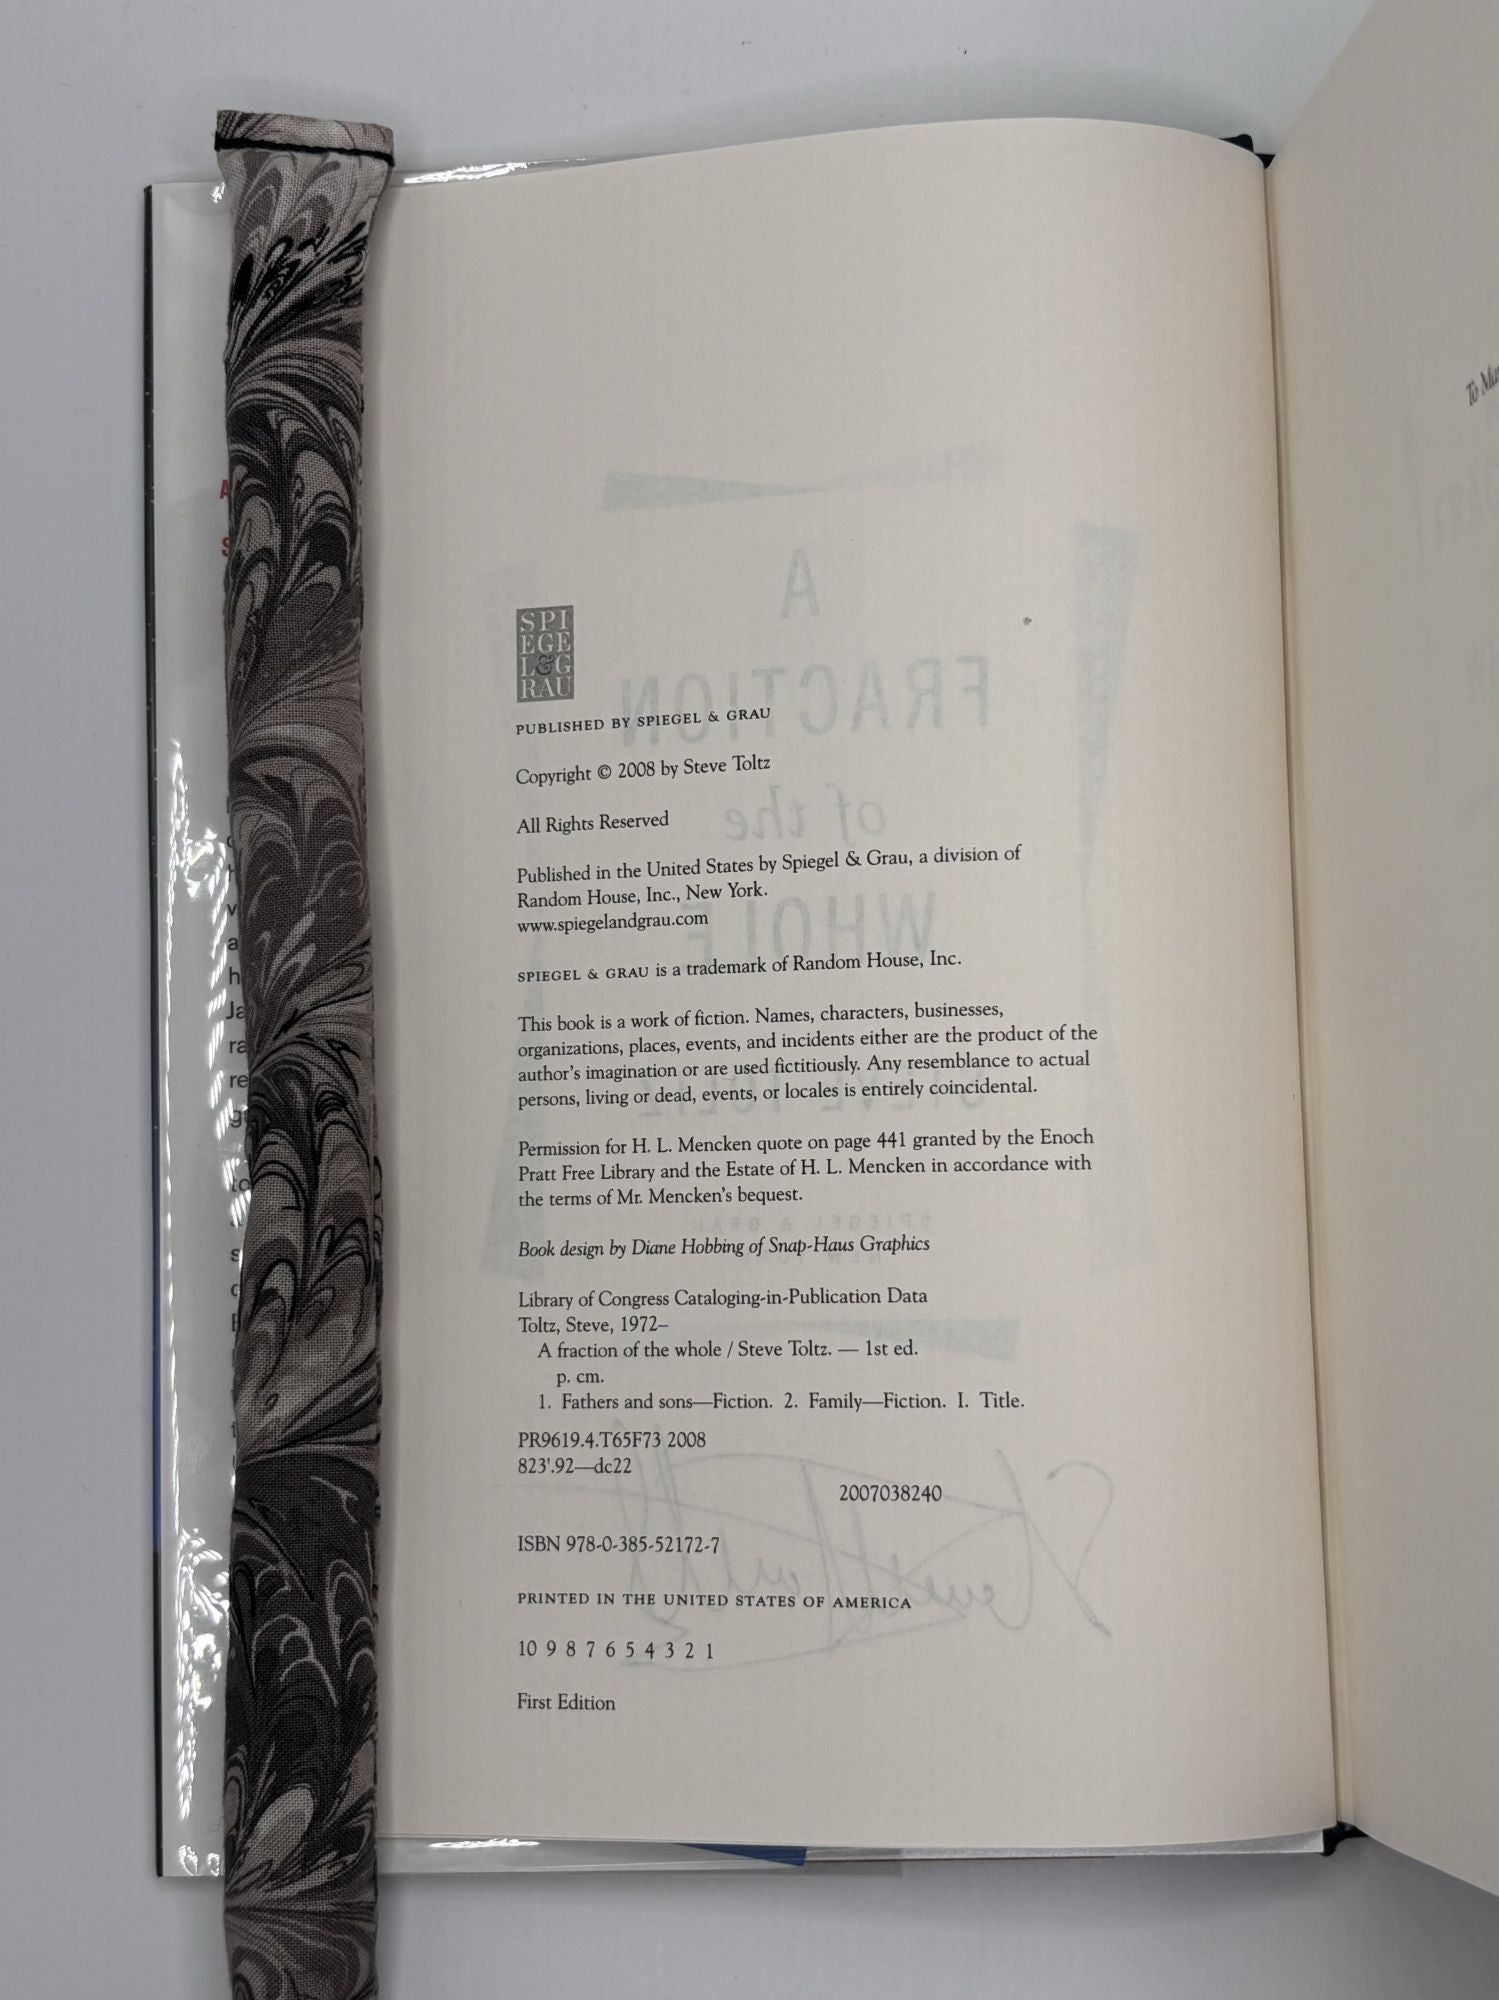 SPI
EGE
L&G
RAU
PUBLISHED BY SPIEGEL & GRAU
Copyright © 2008 by Steve Toltz
All Rights Reserved
Published in the United States by Spiegel & Grau, a division of
Random House, Inc., New York.
www.spiegelandgrau.com
SPIEGEL & GRAU is a trademark of Random House, Inc.
This book is a work of fiction. Names, characters, businesses,
organizations, places, events, and incidents either are the product of the
author's imagination or are used fictitiously. Any resemblance to actual
persons, living or dead, events, or locales is entirely coincidental.
Permission for H. L. Mencken quote on page 441 granted by the Enoch
Pratt Free Library and the Estate of H. L. Mencken in accordance with
the terms of Mr. Mencken's bequest.
Book design by Diane Hobbing of Snap-Haus Graphics
Library of Congress Cataloging-in-Publication Data
Toltz, Steve, 1972–
A fraction of the whole / Steve Toltz. — 1st ed.
p. cm.
1. Fathers and sons—Fiction. 2. Family—Fiction. I. Title.
PR9619.4.T65F73 2008
823'.92—dc22
2007038240
ISBN 978-0-385-52172-7
PRINTED IN THE UNITED STATES OF AMERICA
10 9 8 7 6 5 4 3 2 1
First Edition
A
FRACTION
of the
WHOLE
STEVE TOLTZ
SPIEGEL & GRAU
To